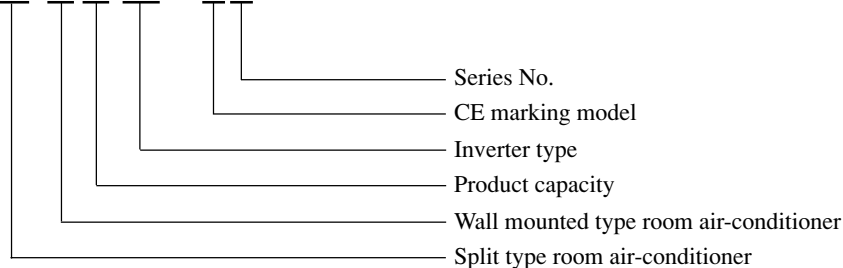 Series No.
CE marking model
Inverter type
Product capacity
Wall mounted type room air-conditioner
Split type room air-conditioner